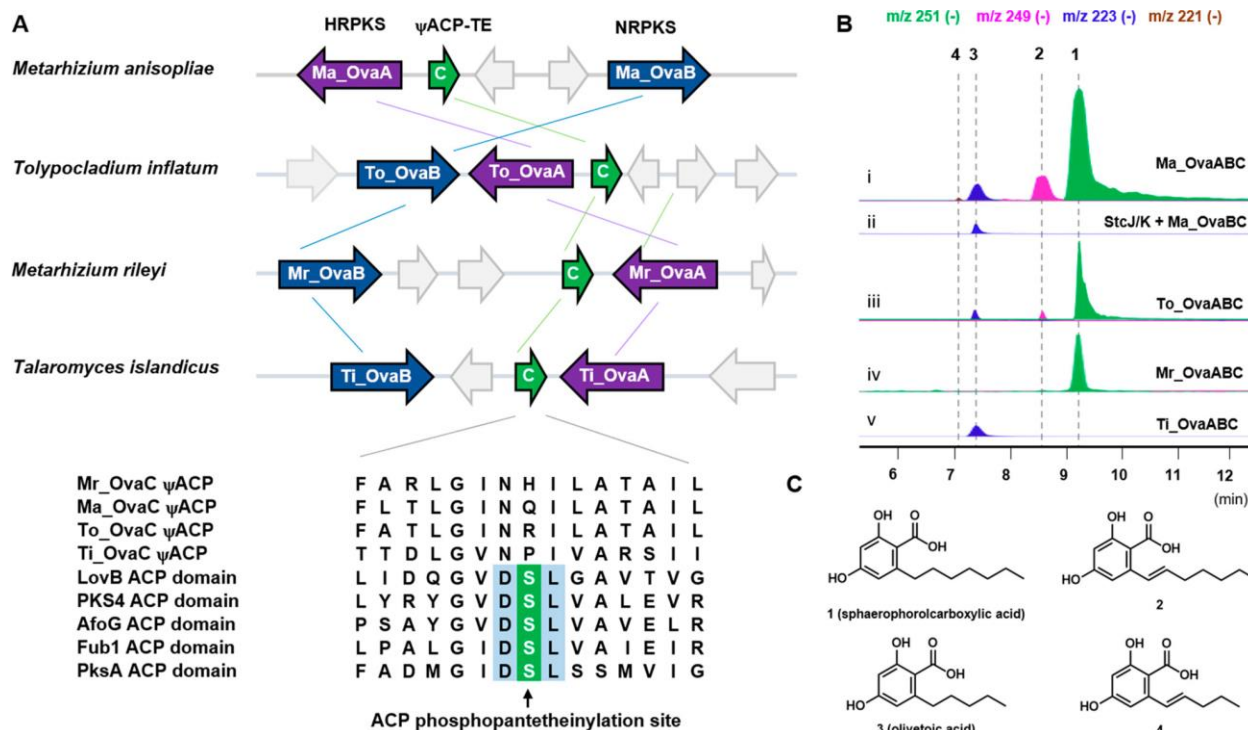 A
HRPKS ψACP-TE NRPKS
Metarhizium anisopliae
Ma_OvaA C Ma_OvaB
Tolypocladium inflatum
To_OvaB To_OvaA C
Metarhizium rileyi
Mr_OvaB C Mr_OvaA
Talaromyces islandicus
Ti_OvaB C Ti_OvaA
Mr_OvaC ψACP F A R L G I N H I L A T A I L
Ma_OvaC ψACP F L T L G I N Q I L A T A I L
To_OvaC ψACP F A T L G I N R I L A T A I L
Ti_OvaC ψACP T T D L G V N P I V A R S I I
LovB ACP domain L I D Q G V D S L G A V T V G
PKS4 ACP domain L Y R Y G V D S L V A L E V R
AfoG ACP domain P S A Y G V D S L V A V E L R
Fub1 ACP domain L P A L G I D S L V A I E I R
PksA ACP domain F A D M G I D S L S S M V I G
ACP phosphopantetheinylation site
B
m/z 251 (-) m/z 249 (-) m/z 223 (-) m/z 221 (-)
4 3 2 1
i Ma_OvaABC
ii StcJ/K + Ma_OvaBC
iii To_OvaABC
iv Mr_OvaABC
v Ti_OvaABC
6 7 8 9 10 11 12
(min)
C
OH O
OH
HO
1 (sphaerophorolcarboxylic acid)
OH O
OH
HO
2
OH O
OH
HO
3 (olivetoic acid)
OH O
OH
HO
4